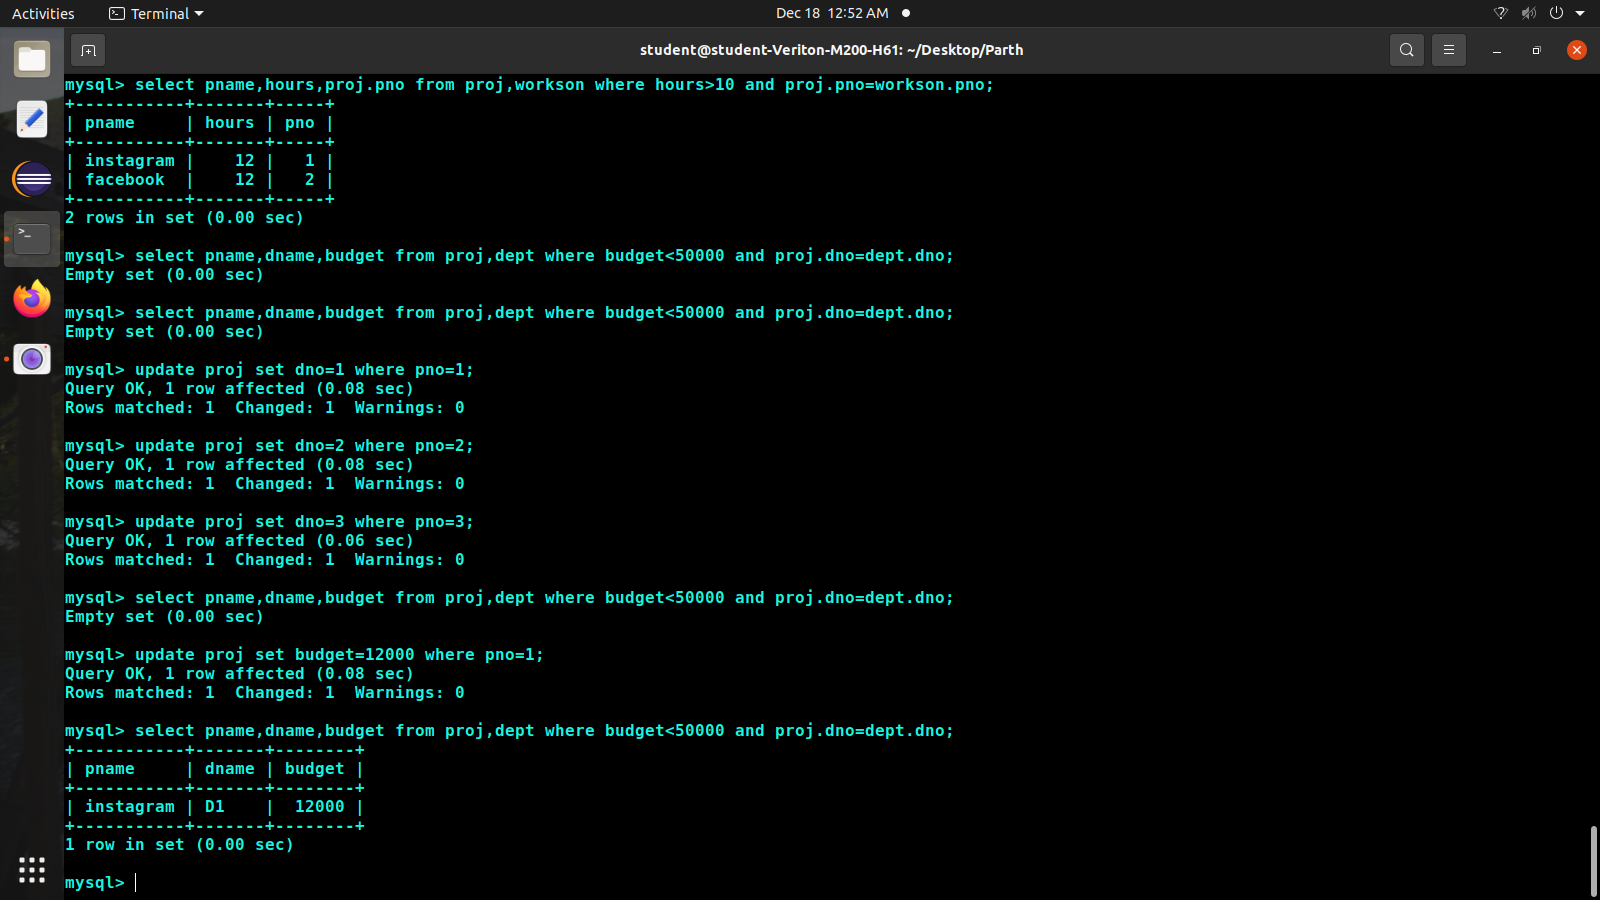 Activities Terminal Dec 18 12:52 AM
student@student-Veriton-M200-H61: ~/Desktop/Parth
mysql> select pname,hours,proj.pno from proj,workson where hours>10 and proj.pno=workson.pno;
+-----------+-------+-----+
| pname     | hours | pno |
+-----------+-------+-----+
| instagram |    12 |   1 |
| facebook  |    12 |   2 |
+-----------+-------+-----+
2 rows in set (0.00 sec)

mysql> select pname,dname,budget from proj,dept where budget<50000 and proj.dno=dept.dno;
Empty set (0.00 sec)

mysql> select pname,dname,budget from proj,dept where budget<50000 and proj.dno=dept.dno;
Empty set (0.00 sec)

mysql> update proj set dno=1 where pno=1;
Query OK, 1 row affected (0.08 sec)
Rows matched: 1  Changed: 1  Warnings: 0

mysql> update proj set dno=2 where pno=2;
Query OK, 1 row affected (0.08 sec)
Rows matched: 1  Changed: 1  Warnings: 0

mysql> update proj set dno=3 where pno=3;
Query OK, 1 row affected (0.06 sec)
Rows matched: 1  Changed: 1  Warnings: 0

mysql> select pname,dname,budget from proj,dept where budget<50000 and proj.dno=dept.dno;
Empty set (0.00 sec)

mysql> update proj set budget=12000 where pno=1;
Query OK, 1 row affected (0.08 sec)
Rows matched: 1  Changed: 1  Warnings: 0

mysql> select pname,dname,budget from proj,dept where budget<50000 and proj.dno=dept.dno;
+-----------+-------+--------+
| pname     | dname | budget |
+-----------+-------+--------+
| instagram | D1    |  12000 |
+-----------+-------+--------+
1 row in set (0.00 sec)

mysql>